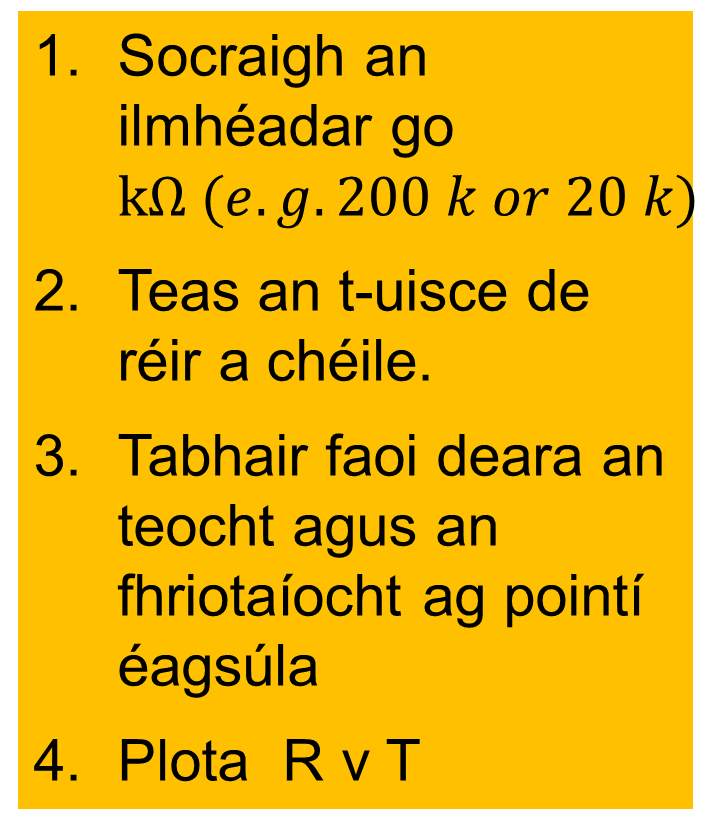 1. Socraigh an
ilmhéadar go
kΩ (e.g. 200 k or 20 k)
2. Teas an t-uisce de
réir a chéile.
3. Tabhair faoi deara an
teocht agus an
fhriotaíocht ag pointí
éagsúla
4. Plota  R v T